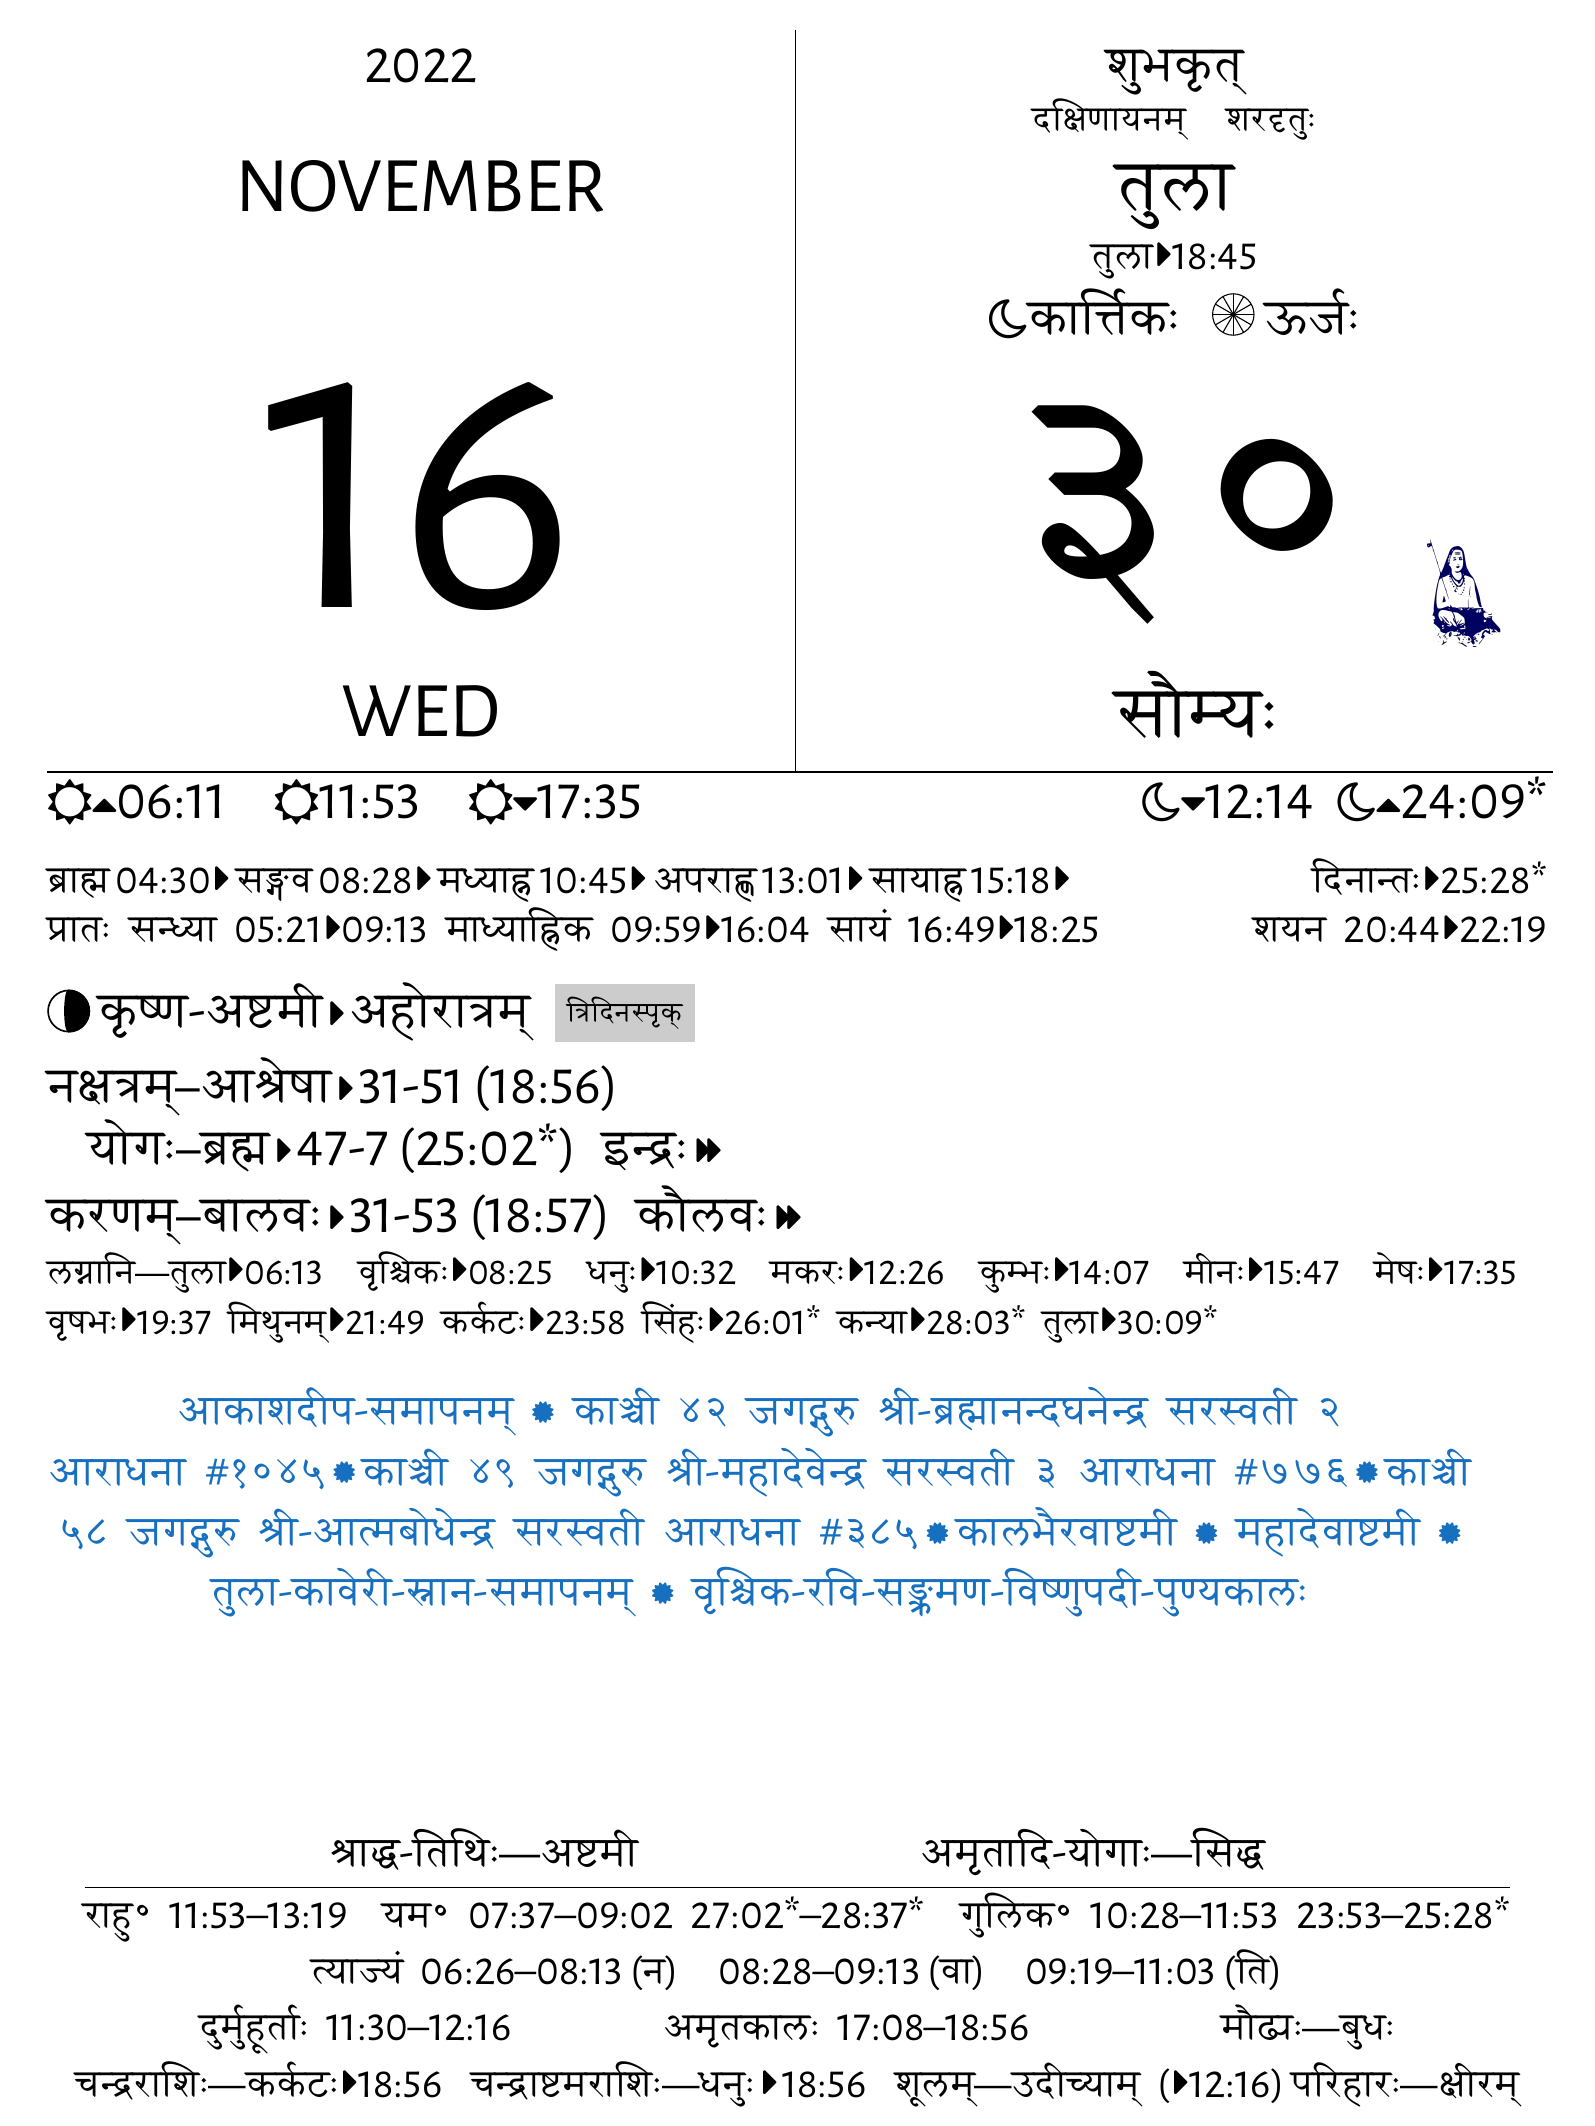 2022
NOVEMBER
16
WED
शुभकृत्
दक्षिणायनम् शरदृतुः
तुला
तुला⏵18:45
कार्त्तिकः ऊर्जः
३०
सौम्यः
06:11 11:53 17:35 12:14 24:09*
ब्राह्म 04:30⏵ सङ्गव 08:28⏵ मध्याह्न 10:45⏵ अपराह्ण 13:01⏵ सायाह्न 15:18⏵ दिनान्तः⏵25:28*
प्रातः सन्ध्या 05:21⏵09:13 माध्याह्निक 09:59⏵16:04 सायं 16:49⏵18:25 शयन 20:44⏵22:19
कृष्ण-अष्टमी⏵अहोरात्रम् त्रिदिनस्पृक्
नक्षत्रम्–आश्रेषा⏵31-51 (18:56)
योगः–ब्रह्म⏵47-7 (25:02*) इन्द्रः⏵⏵
करणम्–बालवः⏵31-53 (18:57) कौलवः⏵⏵
लग्नानि—तुला⏵06:13 वृश्चिकः⏵08:25 धनुः⏵10:32 मकरः⏵12:26 कुम्भः⏵14:07 मीनः⏵15:47 मेषः⏵17:35
वृषभः⏵19:37 मिथुनम्⏵21:49 कर्कटः⏵23:58 सिंहः⏵26:01* कन्या⏵28:03* तुला⏵30:09*
आकाशदीप-समापनम् ✹ काञ्ची ४२ जगद्गुरु श्री-ब्रह्मानन्दघनेन्द्र सरस्वती २
आराधना #१०४५✹काञ्ची ४९ जगद्गुरु श्री-महादेवेन्द्र सरस्वती ३ आराधना #७७६✹काञ्ची
५८ जगद्गुरु श्री-आत्मबोधेन्द्र सरस्वती आराधना #३८५✹कालभैरवाष्टमी ✹ महादेवाष्टमी ✹
तुला-कावेरी-स्नान-समापनम् ✹ वृश्चिक-रवि-सङ्क्रमण-विष्णुपदी-पुण्यकालः
श्राद्ध-तिथिः—अष्टमी अमृतादि-योगाः—सिद्ध
राहु॰ 11:53–13:19 यम॰ 07:37–09:02 27:02*–28:37* गुलिक॰ 10:28–11:53 23:53–25:28*
त्याज्यं 06:26–08:13 (न) 08:28–09:13 (वा) 09:19–11:03 (ति)
दुर्मुहूर्ताः 11:30–12:16 अमृतकालः 17:08–18:56 मौढ्यः—बुधः
चन्द्रराशिः—कर्कटः⏵18:56 चन्द्राष्टमराशिः—धनुः⏵18:56 शूलम्—उदीच्याम् (⏵12:16) परिहारः—क्षीरम्